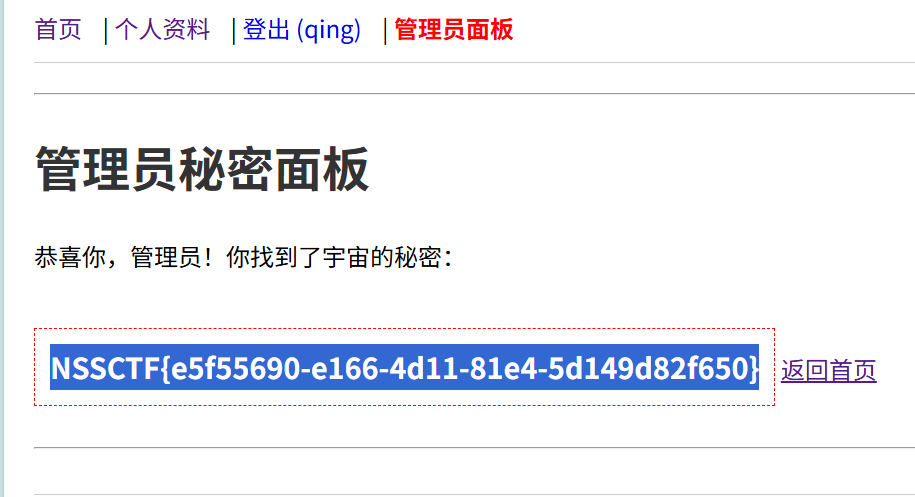 首页 | 个人资料 | 登出 (qing) | 管理员面板
管理员秘密面板
恭喜你，管理员！你找到了宇宙的秘密：
NSSCTF{e5f55690-e166-4d11-81e4-5d149d82f650} 返回首页